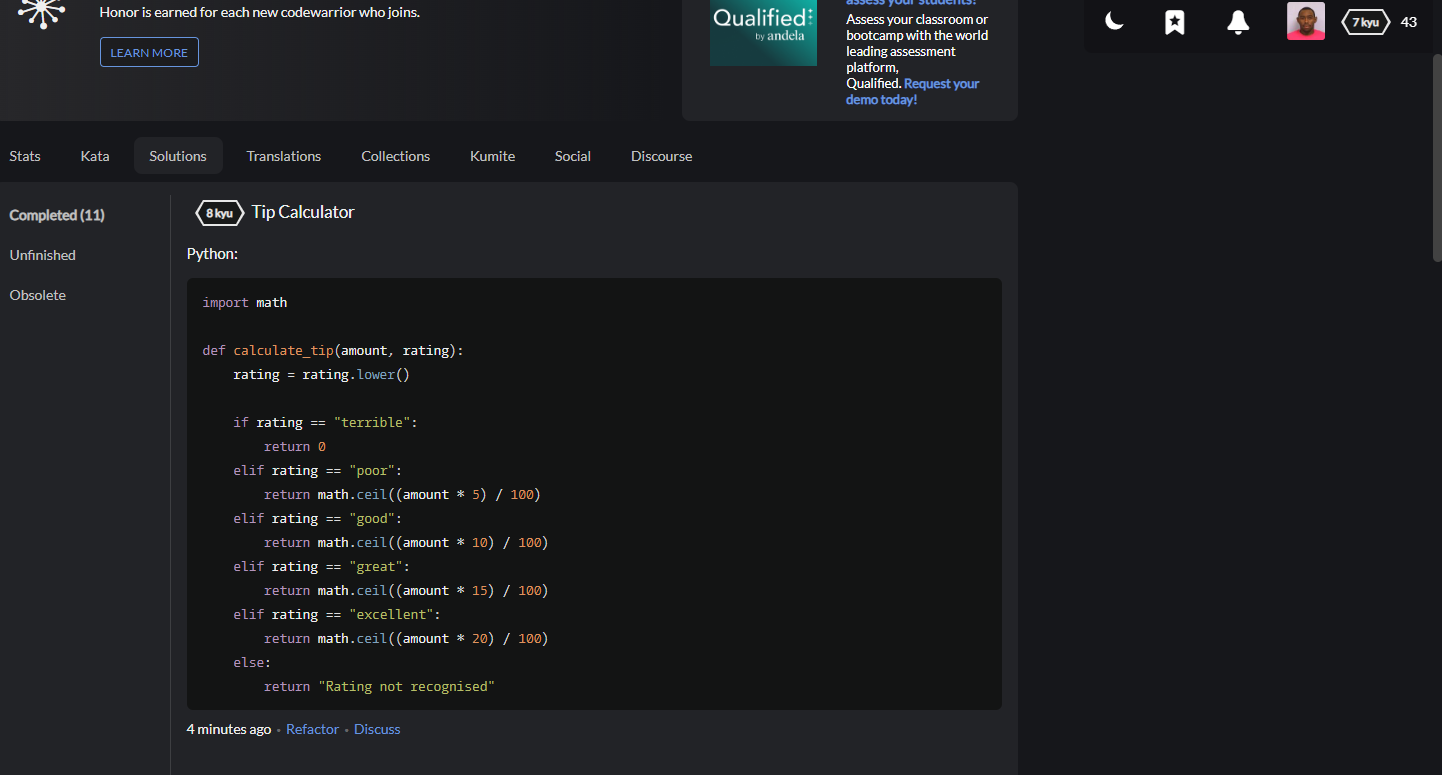 Honor is earned for each new codewarrior who joins.
LEARN MORE
Qualified
by andela
assess your students!
Assess your classroom or
bootcamp with the world
leading assessment
platform,
Qualified. Request your
demo today!
7 kyu
43
Stats
Kata
Solutions
Translations
Collections
Kumite
Social
Discourse
Completed (11)
Unfinished
Obsolete
8 kyu
Tip Calculator
Python:
import math
def calculate_tip(amount, rating):
    rating = rating.lower()
    if rating == "terrible":
        return 0
    elif rating == "poor":
        return math.ceil((amount * 5) / 100)
    elif rating == "good":
        return math.ceil((amount * 10) / 100)
    elif rating == "great":
        return math.ceil((amount * 15) / 100)
    elif rating == "excellent":
        return math.ceil((amount * 20) / 100)
    else:
        return "Rating not recognised"
4 minutes ago • Refactor • Discuss